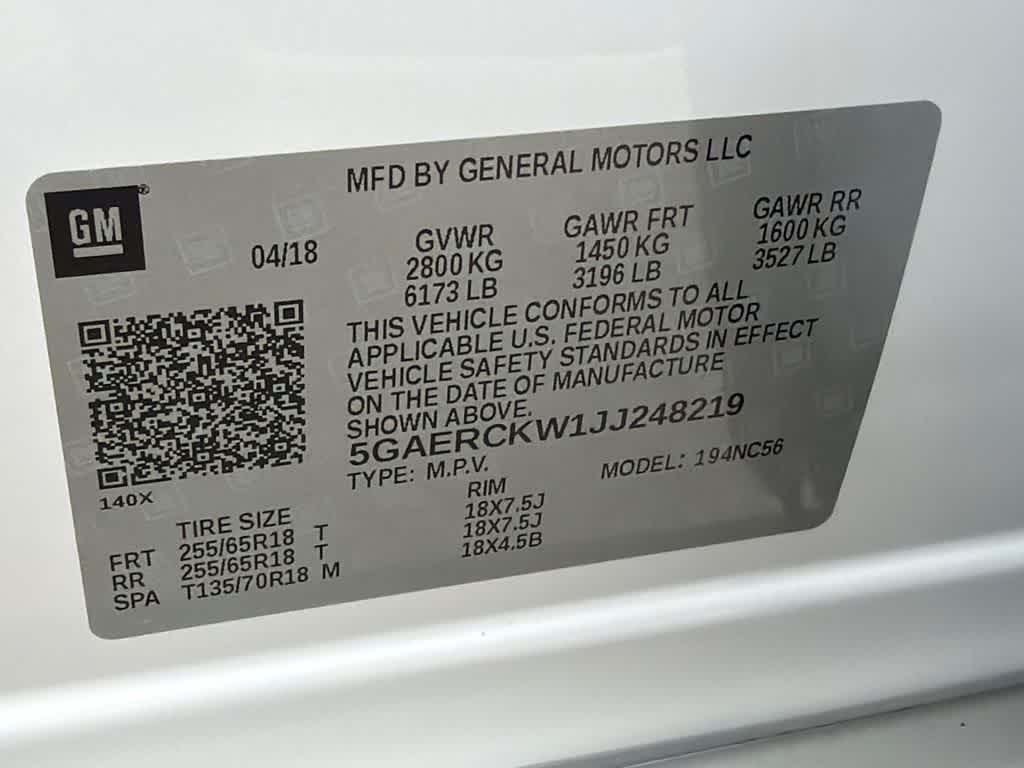 MFD BY GENERAL MOTORS LLC
GM®
04/18
GVWR
2800 KG
6173 LB
GAWR FRT
1450 KG
3196 LB
GAWR RR
1600 KG
3527 LB
THIS VEHICLE CONFORMS TO ALL
APPLICABLE U.S. FEDERAL MOTOR
VEHICLE SAFETY STANDARDS IN EFFECT
ON THE DATE OF MANUFACTURE
SHOWN ABOVE.
5GAERCKW1JJ248219
TYPE: M.P.V.
MODEL: 194NC56
140X
TIRE SIZE RIM
FRT 255/65R18 T 18X7.5J
RR 255/65R18 T 18X7.5J
SPA T135/70R18 M 18X4.5B